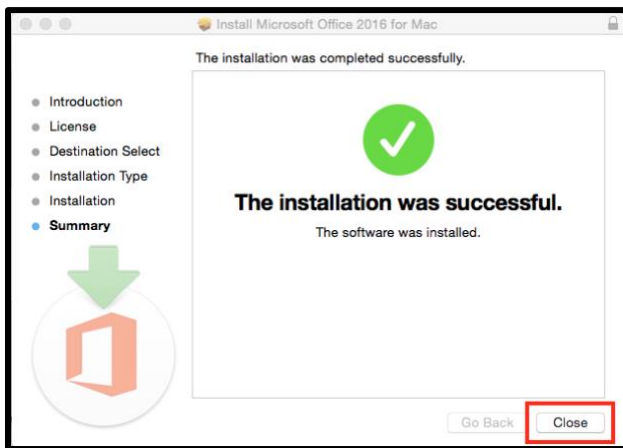 Install Microsoft Office 2016 for Mac
The installation was completed successfully.
Introduction
License
Destination Select
Installation Type
Installation
Summary
The installation was successful.
The software was installed.
Go Back
Close